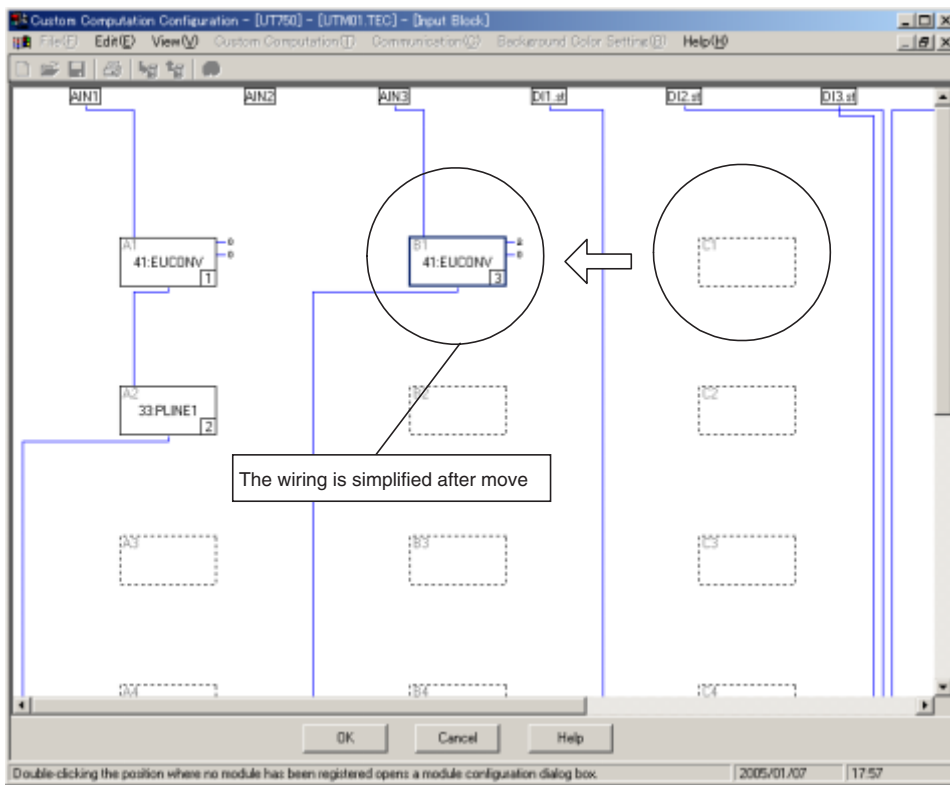 Custom Computation Configuration - [UT750] - [UTM01.TEC] - [Input Block]
File(F) Edit(E) View(V) Custom Computation(T) Communication(C) Background Color Setting(B) Help(H)
AIN1 AIN2 AIN3 DI1.st DI2.st DI3.st
A1 B1 C1
41:EUCONV 0 0 1
41:EUCONV 0 3
A2 B2 C2
33:PLINE1 2
The wiring is simplified after move
A3 B3 C3
A4 B4 C4
OK Cancel Help
Double-clicking the position where no module has been registered opens a module configuration dialog box. 2005/01/07 17:57